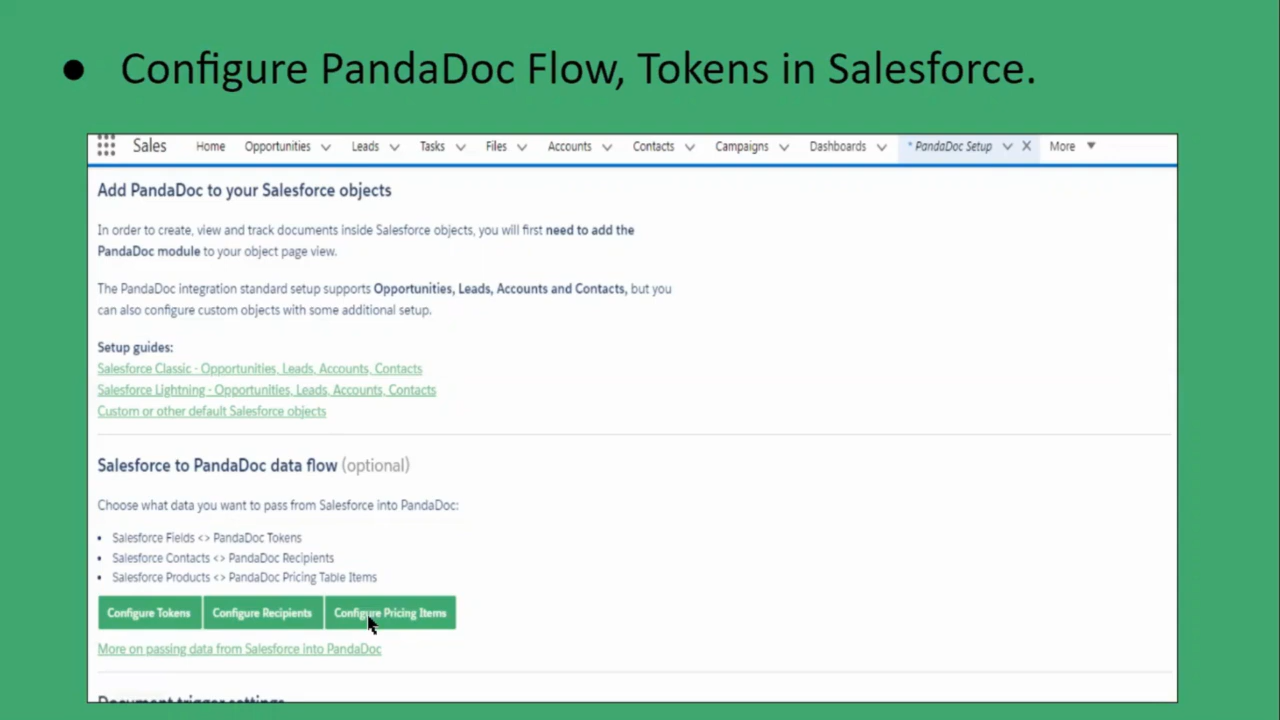 ● Configure PandaDoc Flow, Tokens in Salesforce.
Sales Home Opportunities Leads Tasks Files Accounts Contacts Campaigns Dashboards * PandaDoc Setup X More
Add PandaDoc to your Salesforce objects
In order to create, view and track documents inside Salesforce objects, you will first need to add the
PandaDoc module to your object page view.
The PandaDoc integration standard setup supports Opportunities, Leads, Accounts and Contacts, but you
can also configure custom objects with some additional setup.
Setup guides:
Salesforce Classic - Opportunities, Leads, Accounts, Contacts
Salesforce Lightning - Opportunities, Leads, Accounts, Contacts
Custom or other default Salesforce objects
Salesforce to PandaDoc data flow (optional)
Choose what data you want to pass from Salesforce into PandaDoc:
• Salesforce Fields <> PandaDoc Tokens
• Salesforce Contacts <> PandaDoc Recipients
• Salesforce Products <> PandaDoc Pricing Table Items
Configure Tokens Configure Recipients Configure Pricing Items
More on passing data from Salesforce into PandaDoc
Document trigger settings